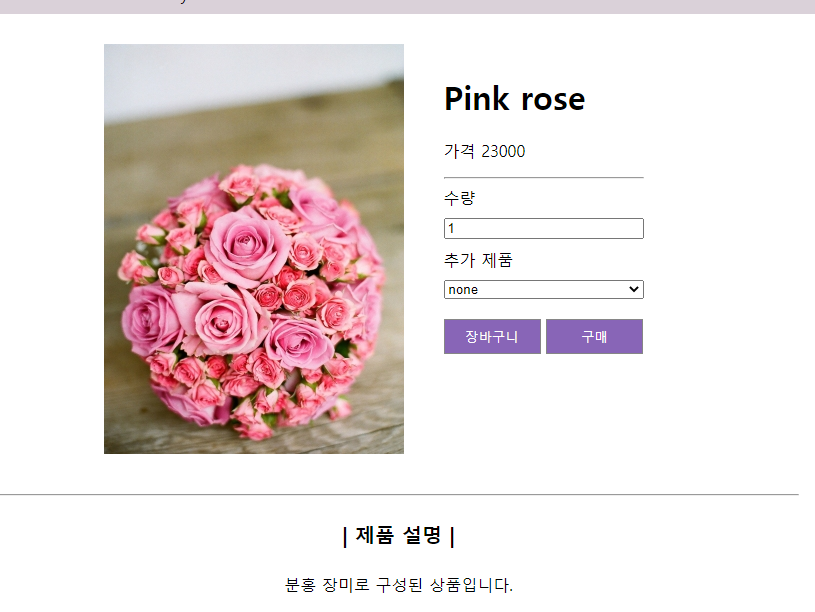 Pink rose
가격 23000
수량
1
추가 제품
none
장바구니
구매
| 제품 설명 |
분홍 장미로 구성된 상품입니다.